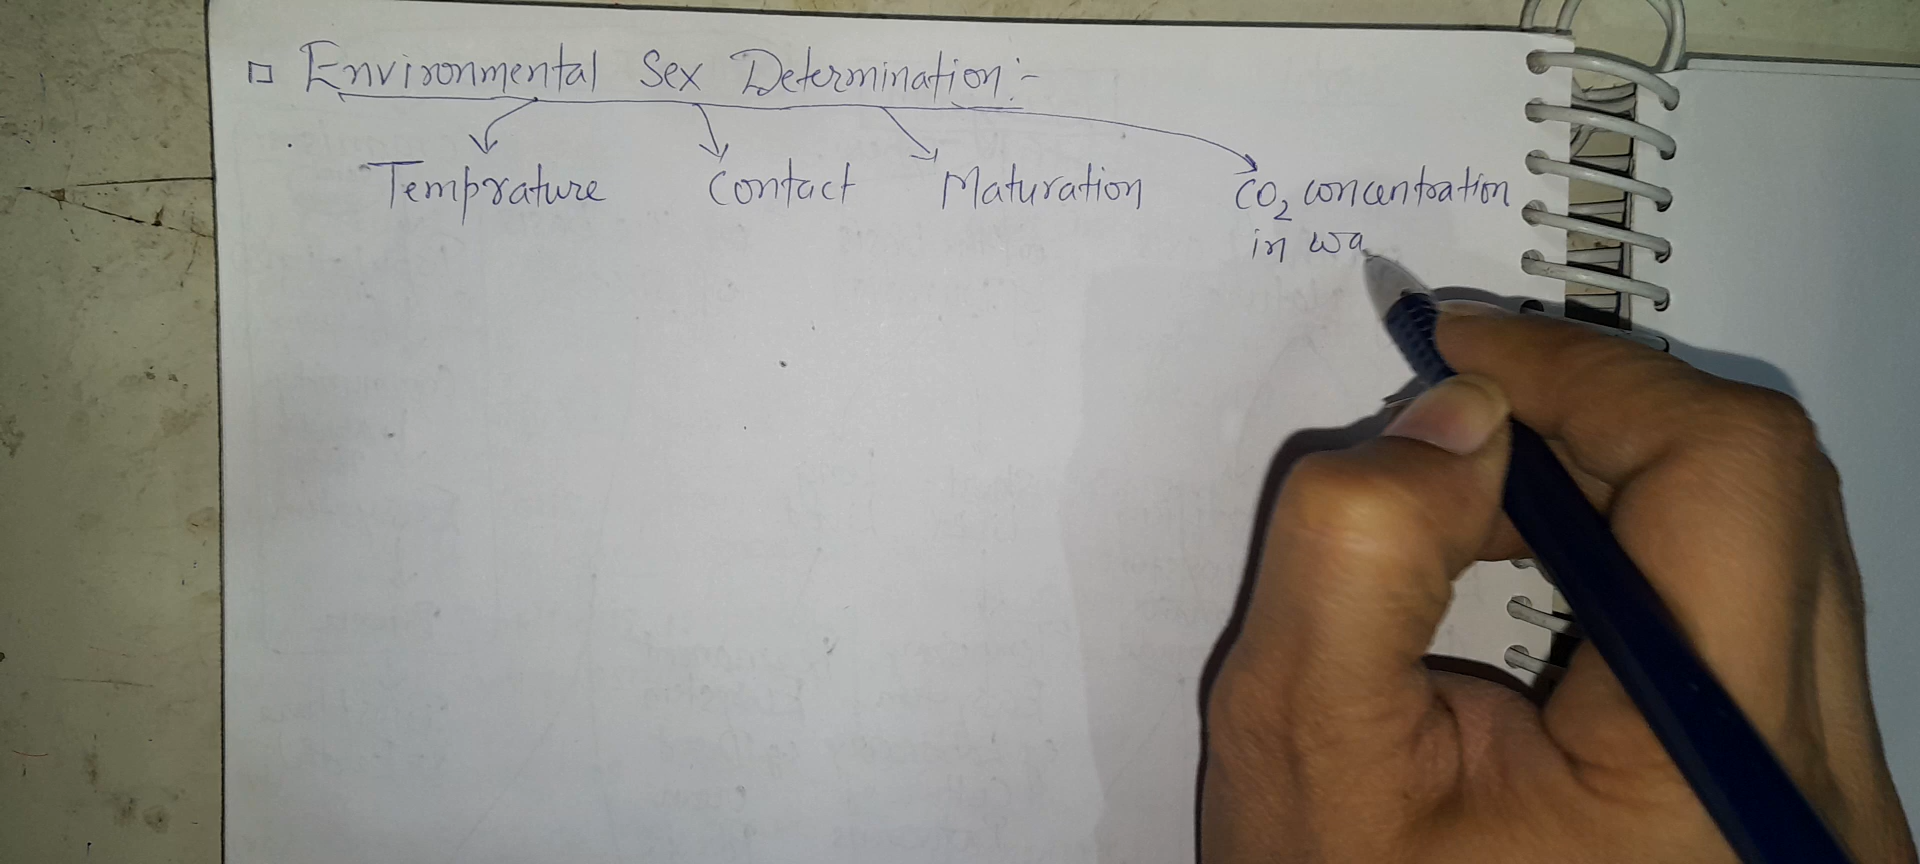 Environmental Sex Determination:-
Temprature Contact Maturation CO₂ concentration
in wa